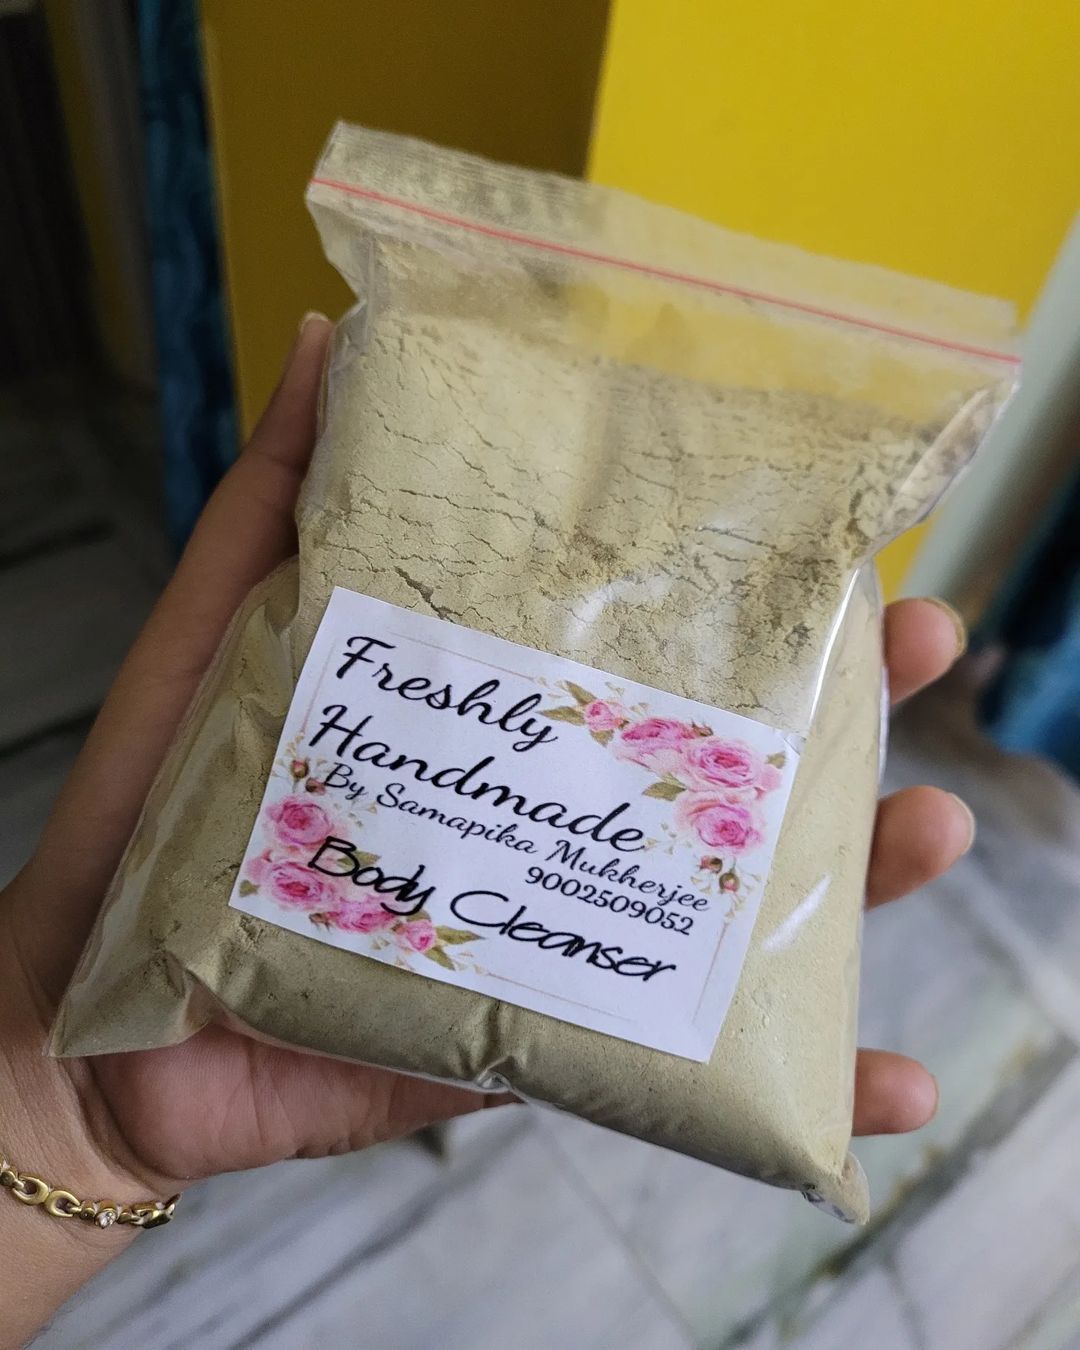 Freshly
Handmade
By Samapika Mukherjee
9002509052
Body Cleanser